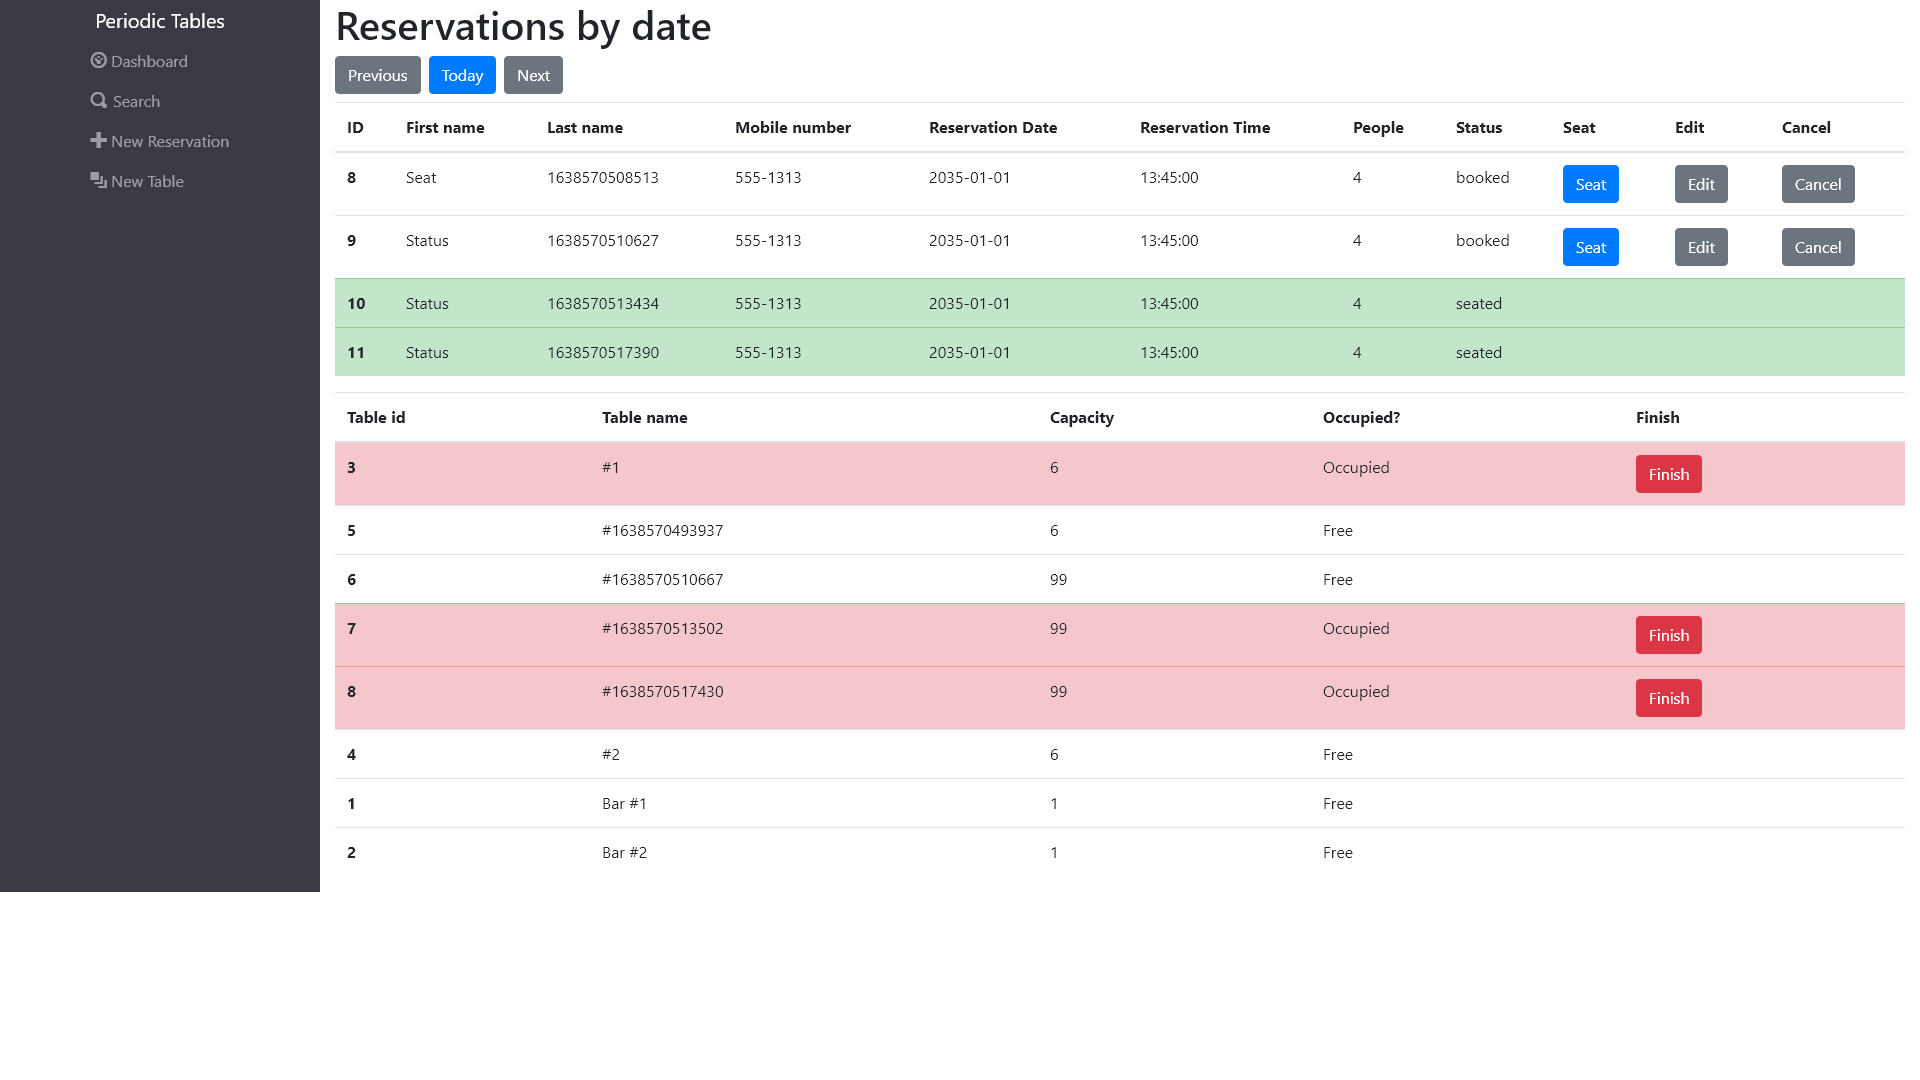 Periodic Tables
Dashboard
Search
New Reservation
New Table
Reservations by date
Previous Today Next
ID First name Last name Mobile number Reservation Date Reservation Time People Status Seat Edit Cancel
8 Seat 1638570508513 555-1313 2035-01-01 13:45:00 4 booked Seat Edit Cancel
9 Status 1638570510627 555-1313 2035-01-01 13:45:00 4 booked Seat Edit Cancel
10 Status 1638570513434 555-1313 2035-01-01 13:45:00 4 seated
11 Status 1638570517390 555-1313 2035-01-01 13:45:00 4 seated
Table id Table name Capacity Occupied? Finish
3 #1 6 Occupied Finish
5 #1638570493937 6 Free
6 #1638570510667 99 Free
7 #1638570513502 99 Occupied Finish
8 #1638570517430 99 Occupied Finish
4 #2 6 Free
1 Bar #1 1 Free
2 Bar #2 1 Free